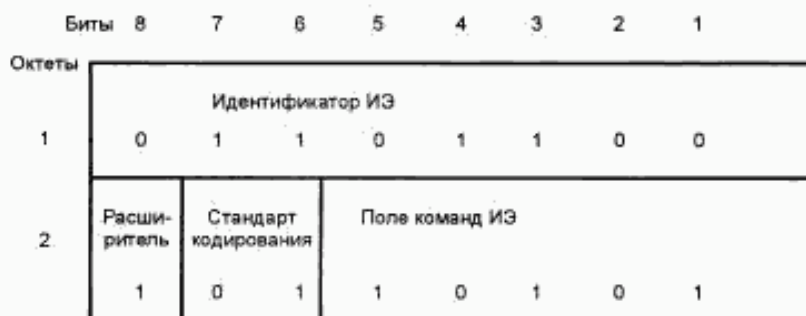 Биты 8 7 6 5 4 3 2 1
Октеты
Идентификатор ИЭ
1 0 1 1 0 1 1 0 0
Расши- Стандарт Поле команд ИЭ
2 ритель кодирования
1 0 1 1 0 1 0 1